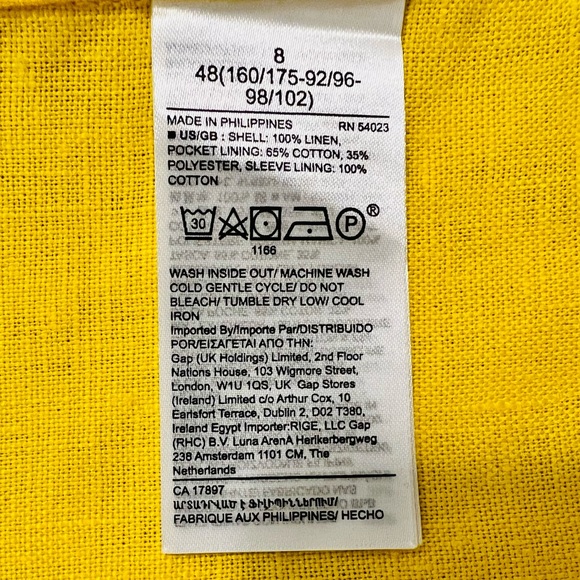 8
48(160/175-92/96-
98/102)
MADE IN PHILIPPINES RN 54023
■ US/GB : SHELL: 100% LINEN,
POCKET LINING: 65% COTTON, 35%
POLYESTER, SLEEVE LINING: 100%
COTTON
30 P ®
1166
WASH INSIDE OUT/ MACHINE WASH
COLD GENTLE CYCLE/ DO NOT
BLEACH/ TUMBLE DRY LOW/ COOL
IRON
Imported By/Importe Par/DISTRIBUIDO
POR/ΕΙΣΑΓΕΤΑΙ ΑΠΟ ΤΗΝ:
Gap (UK Holdings) Limited, 2nd Floor
Nations House, 103 Wigmore Street,
London, W1U 1QS, UK Gap Stores
(Ireland) Limited c/o Arthur Cox, 10
Earlsfort Terrace, Dublin 2, D02 T380,
Ireland Egypt Importer:RIGE, LLC Gap
(RHC) B.V. Luna ArenA Herikerbergweg
238 Amsterdam 1101 CM, The
Netherlands
CA 17897
ԱՐՏԱԴՐՎԱԾ Է ՖԻԼԻՊԻՆՆԵՐՈՒՄ/
FABRIQUE AUX PHILIPPINES/ HECHO